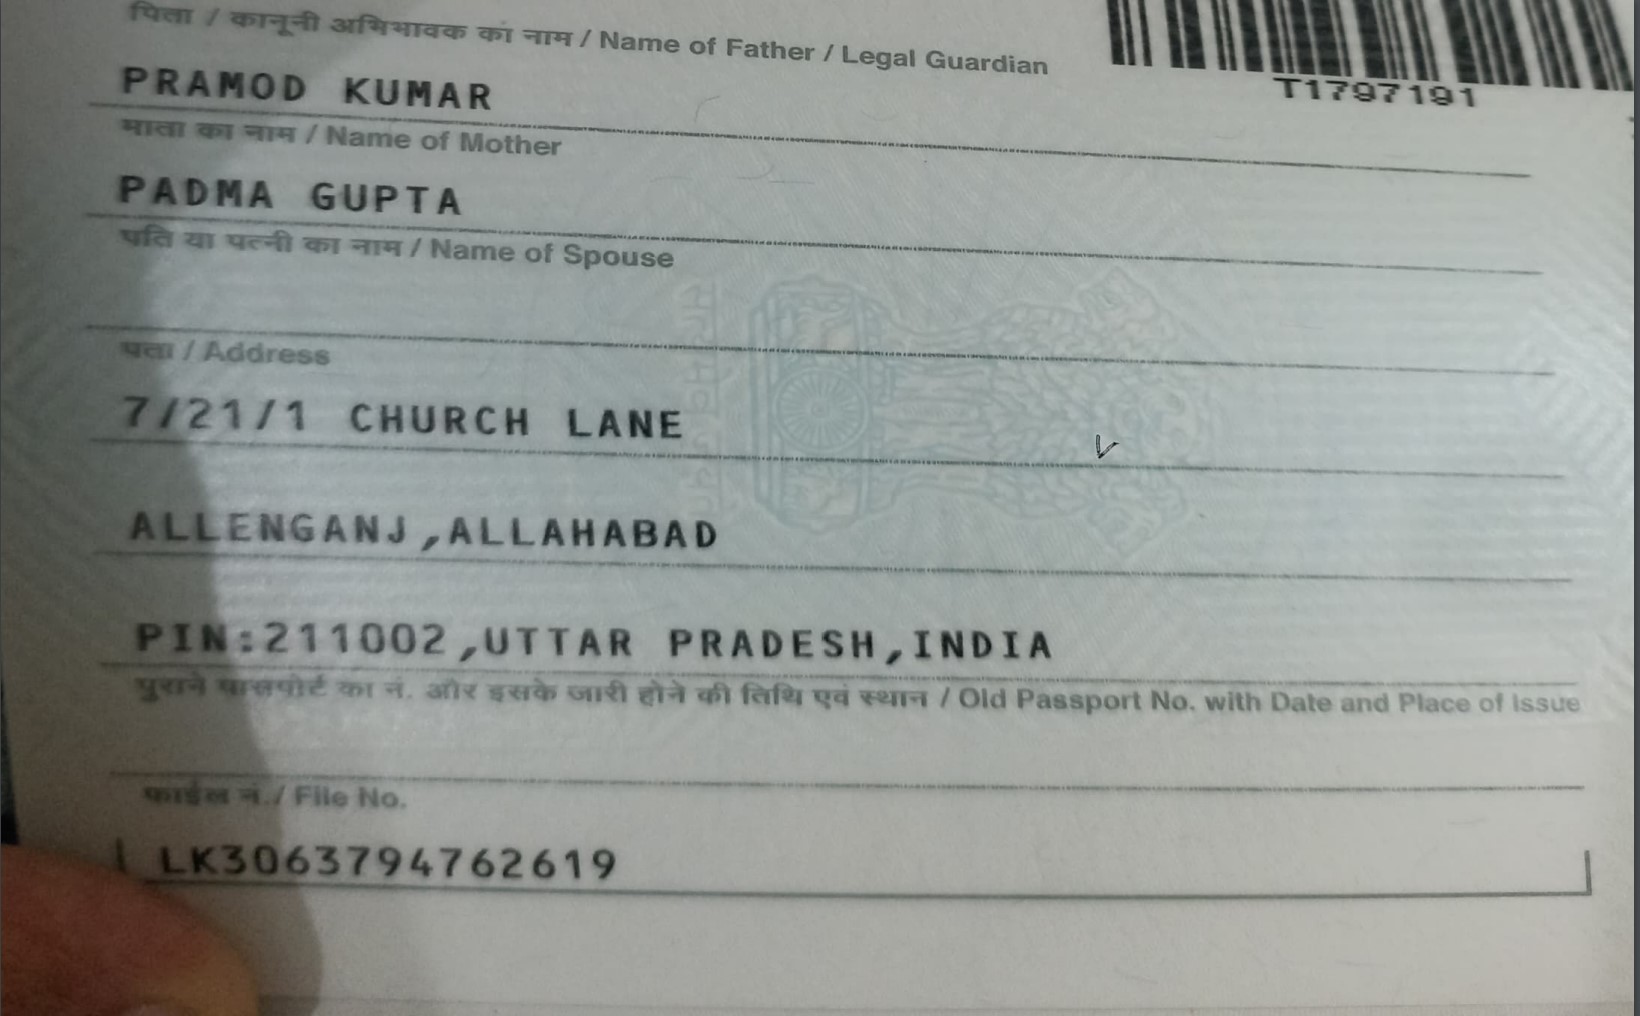 पिता / कानूनी अभिभावक का नाम / Name of Father / Legal Guardian
T1797191
PRAMOD KUMAR
माता का नाम / Name of Mother
PADMA GUPTA
पति या पत्नी का नाम / Name of Spouse
पता / Address
7/21/1 CHURCH LANE
ALLENGANJ,ALLAHABAD
PIN:211002,UTTAR PRADESH,INDIA
पुराने पासपोर्ट का नं. और इसके जारी होने की तिथि एवं स्थान / Old Passport No. with Date and Place of Issue
फाईल नं./ File No.
LK3063794762619